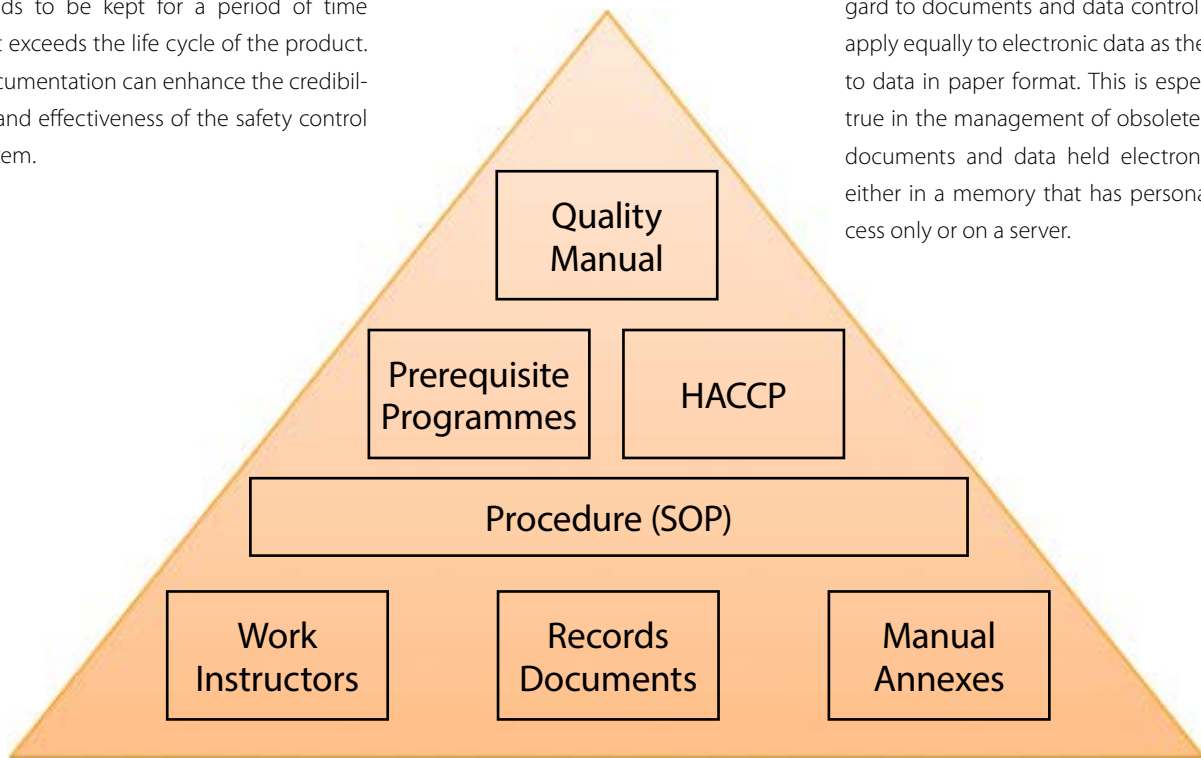 ds to be kept for a period of time
t exceeds the life cycle of the product.
cumentation can enhance the credibil-
and effectiveness of the safety control
em.
gard to documents and data control
apply equally to electronic data as the
to data in paper format. This is espe
true in the management of obsolete
documents and data held electron
either in a memory that has persona
cess only or on a server.
Quality
Manual
Prerequisite
Programmes
HACCP
Procedure (SOP)
Work
Instructors
Records
Documents
Manual
Annexes